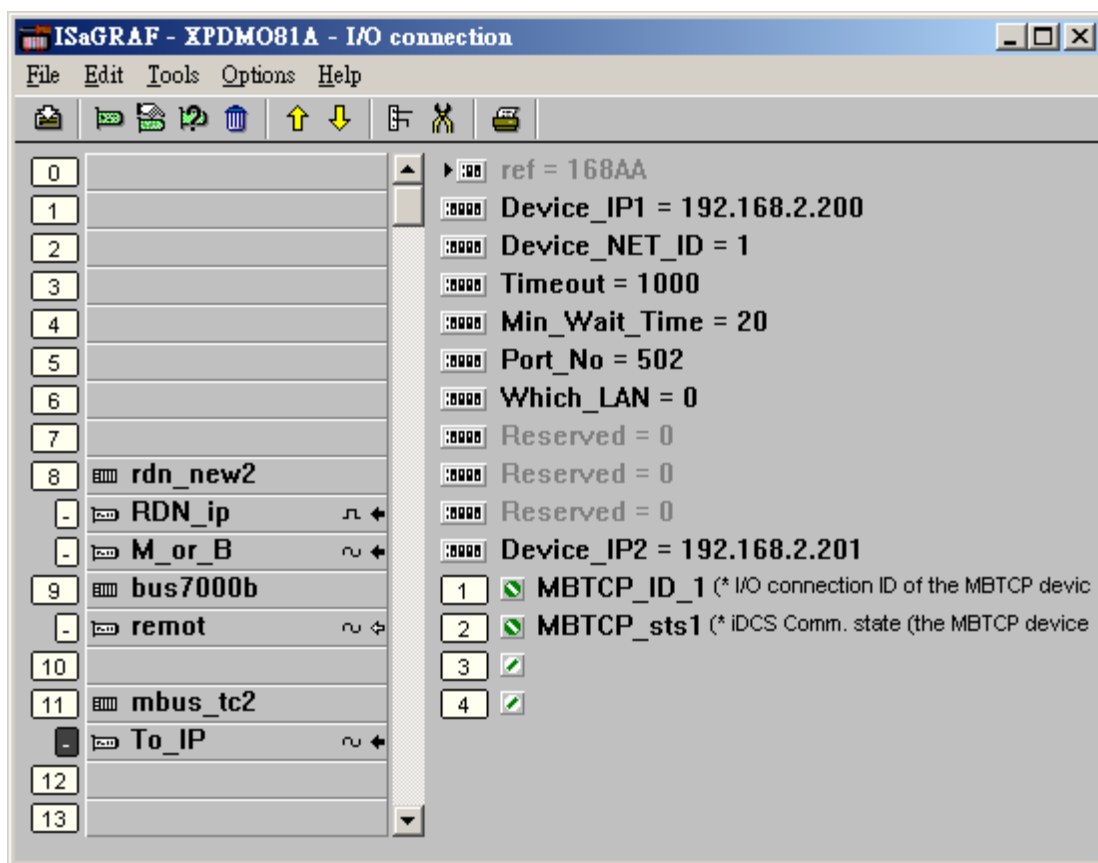 ISaGRAF - XPDMO81A - I/O connection
File Edit Tools Options Help
0
1
2
3
4
5
6
7
8 rdn_new2
- RDN_ip
- M_or_B
9 bus7000b
- remot
10
11 mbus_tc2
- To_IP
12
13
ref = 168AA
Device_IP1 = 192.168.2.200
Device_NET_ID = 1
Timeout = 1000
Min_Wait_Time = 20
Port_No = 502
Which_LAN = 0
Reserved = 0
Reserved = 0
Reserved = 0
Device_IP2 = 192.168.2.201
1 MBTCP_ID_1 (* I/O connection ID of the MBTCP devic
2 MBTCP_sts1 (* iDCS Comm. state (the MBTCP device
3
4